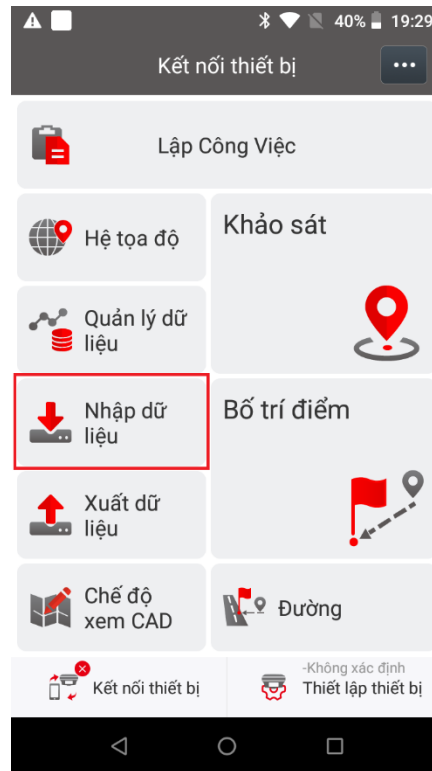 40% 19:29
Kết nối thiết bị
Lập Công Việc
Hệ tọa độ
Khảo sát
Quản lý dữ
liệu
Nhập dữ
liệu
Bố trí điểm
Xuất dữ
liệu
Chế độ
xem CAD
Đường
Kết nối thiết bị
-Không xác định
Thiết lập thiết bị